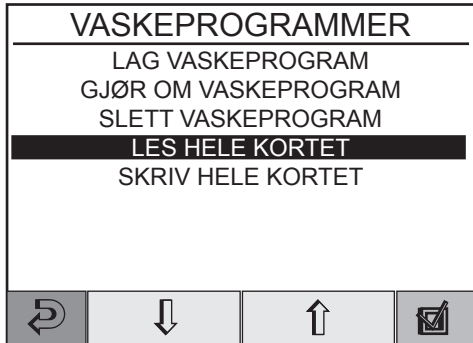 VASKEPROGRAMMER
LAG VASKEPROGRAM
GJØR OM VASKEPROGRAM
SLETT VASKEPROGRAM
LES HELE KORTET
SKRIV HELE KORTET